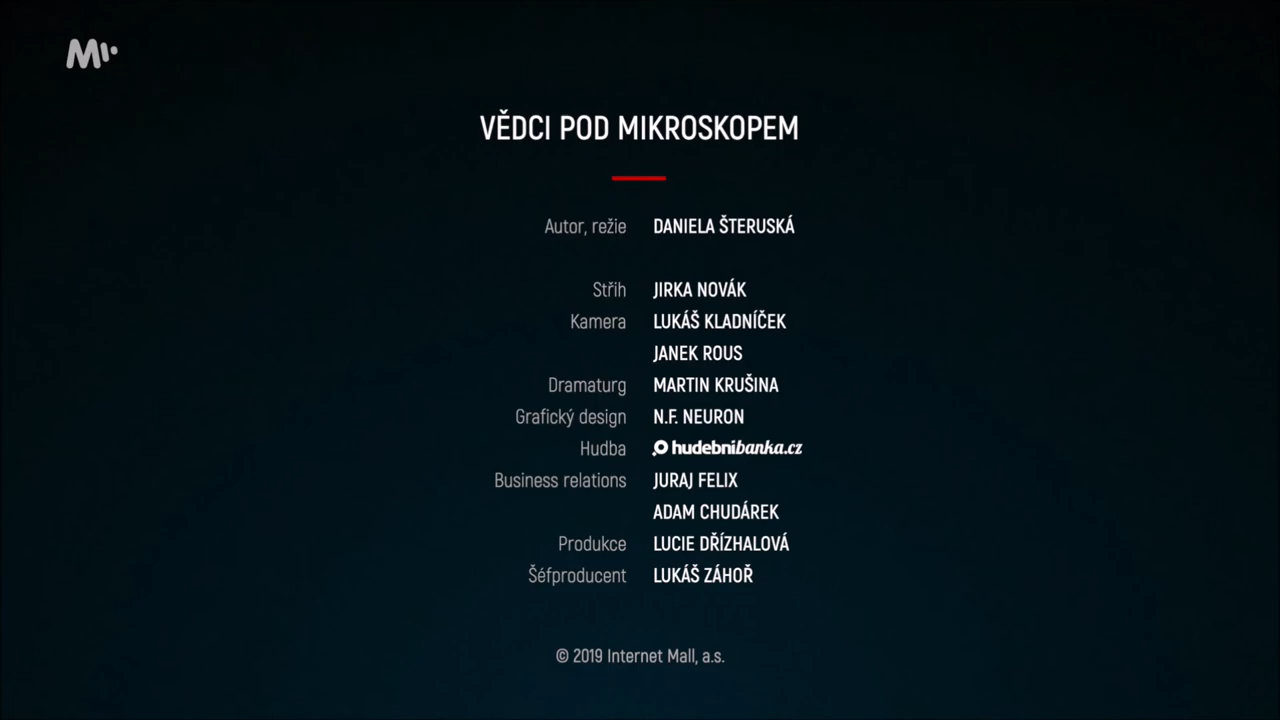 M
VĚDCI POD MIKROSKOPEM
Autor, režie DANIELA ŠTERUSKÁ
Střih JIRKA NOVÁK
Kamera LUKÁŠ KLADNÍČEK
JANEK ROUS
Dramaturg MARTIN KRUŠINA
Grafický design N.F. NEURON
Hudba hudebnibanka.cz
Business relations JURAJ FELIX
ADAM CHUDÁREK
Produkce LUCIE DŘÍZHALOVÁ
Šéfproducent LUKÁŠ ZÁHOŘ
© 2019 Internet Mall, a.s.